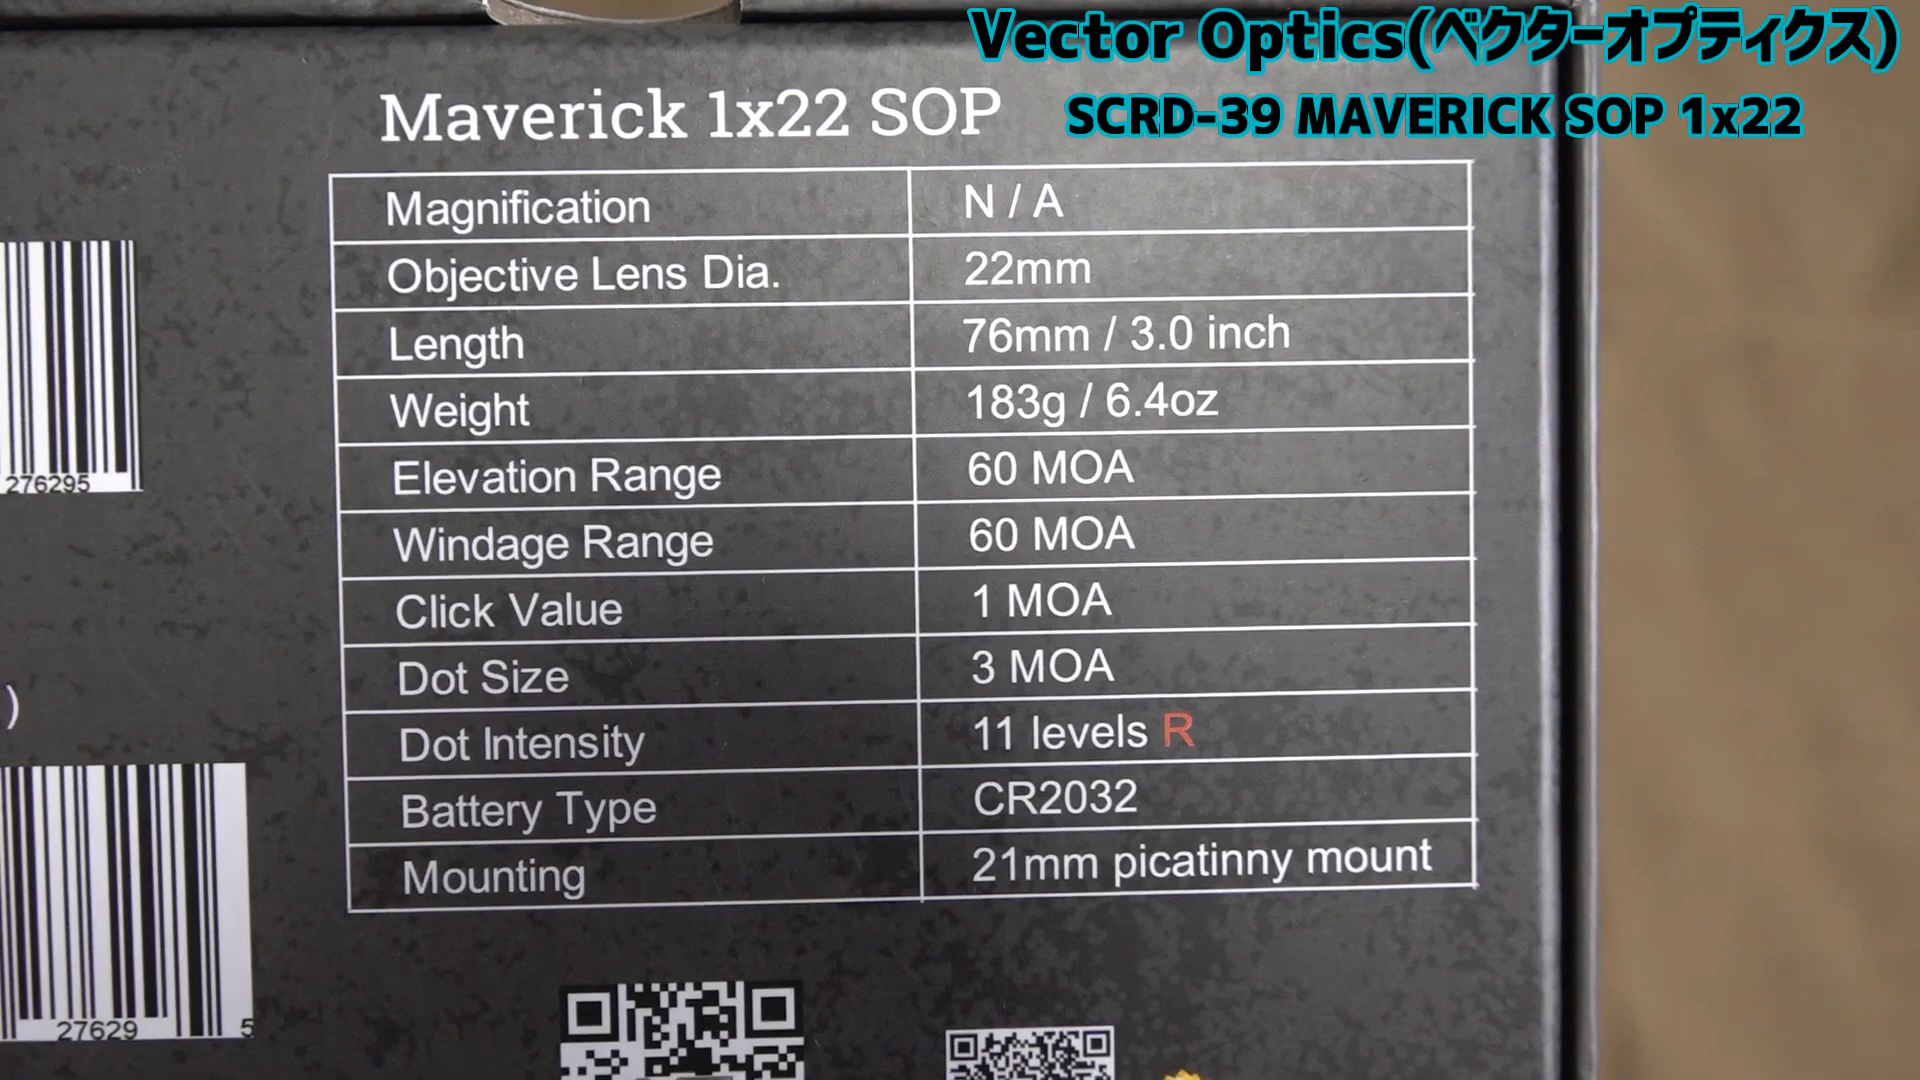 Vector Optics(ベクターオプティクス)
SCRD-39 MAVERICK SOP 1x22
Maverick 1x22 SOP
Magnification N / A
Objective Lens Dia. 22mm
Length 76mm / 3.0 inch
Weight 183g / 6.4oz
Elevation Range 60 MOA
Windage Range 60 MOA
Click Value 1 MOA
Dot Size 3 MOA
Dot Intensity 11 levels R
Battery Type CR2032
Mounting 21mm picatinny mount
276295
)
27629 5